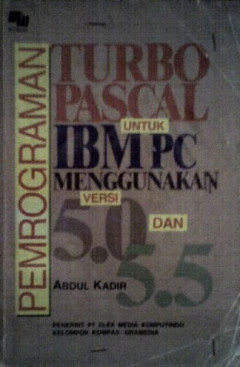 PEMROGRAMAN
TURBO
PASCAL
UNTUK
IBM PC
MENGGUNAKAN
VERSI
5.0 DAN
5.5
ABDUL KADIR
PENERBIT PT ELEX MEDIA KOMPUTINDO
KELOMPOK KOMPAS-GRAMEDIA